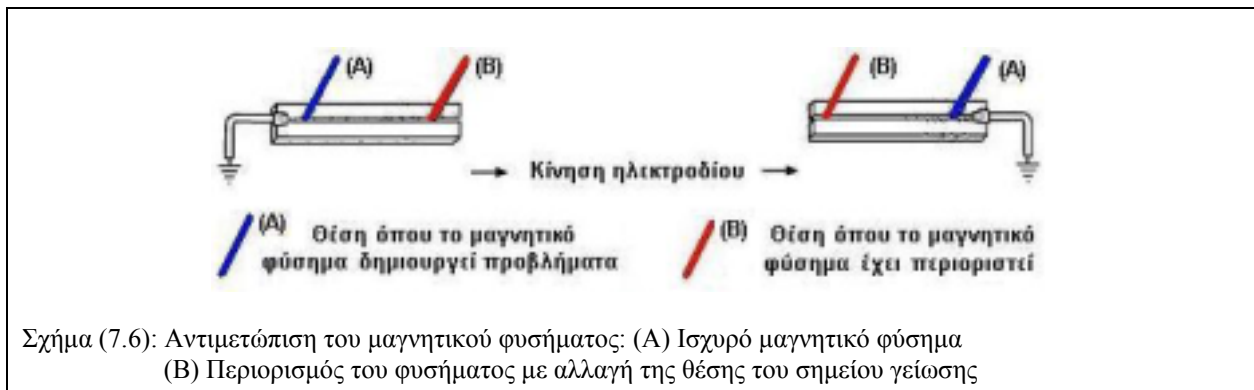 (A) (B) (B) (A)
→ Κίνηση ηλεκτροδίου →
(A) Θέση όπου το μαγνητικό (B) Θέση όπου το μαγνητικό
φύσημα δημιουργεί προβλήματα φύσημα έχει περιοριστεί
Σχήμα (7.6): Αντιμετώπιση του μαγνητικού φυσήματος: (Α) Ισχυρό μαγνητικό φύσημα
(Β) Περιορισμός του φυσήματος με αλλαγή της θέσης του σημείου γείωσης